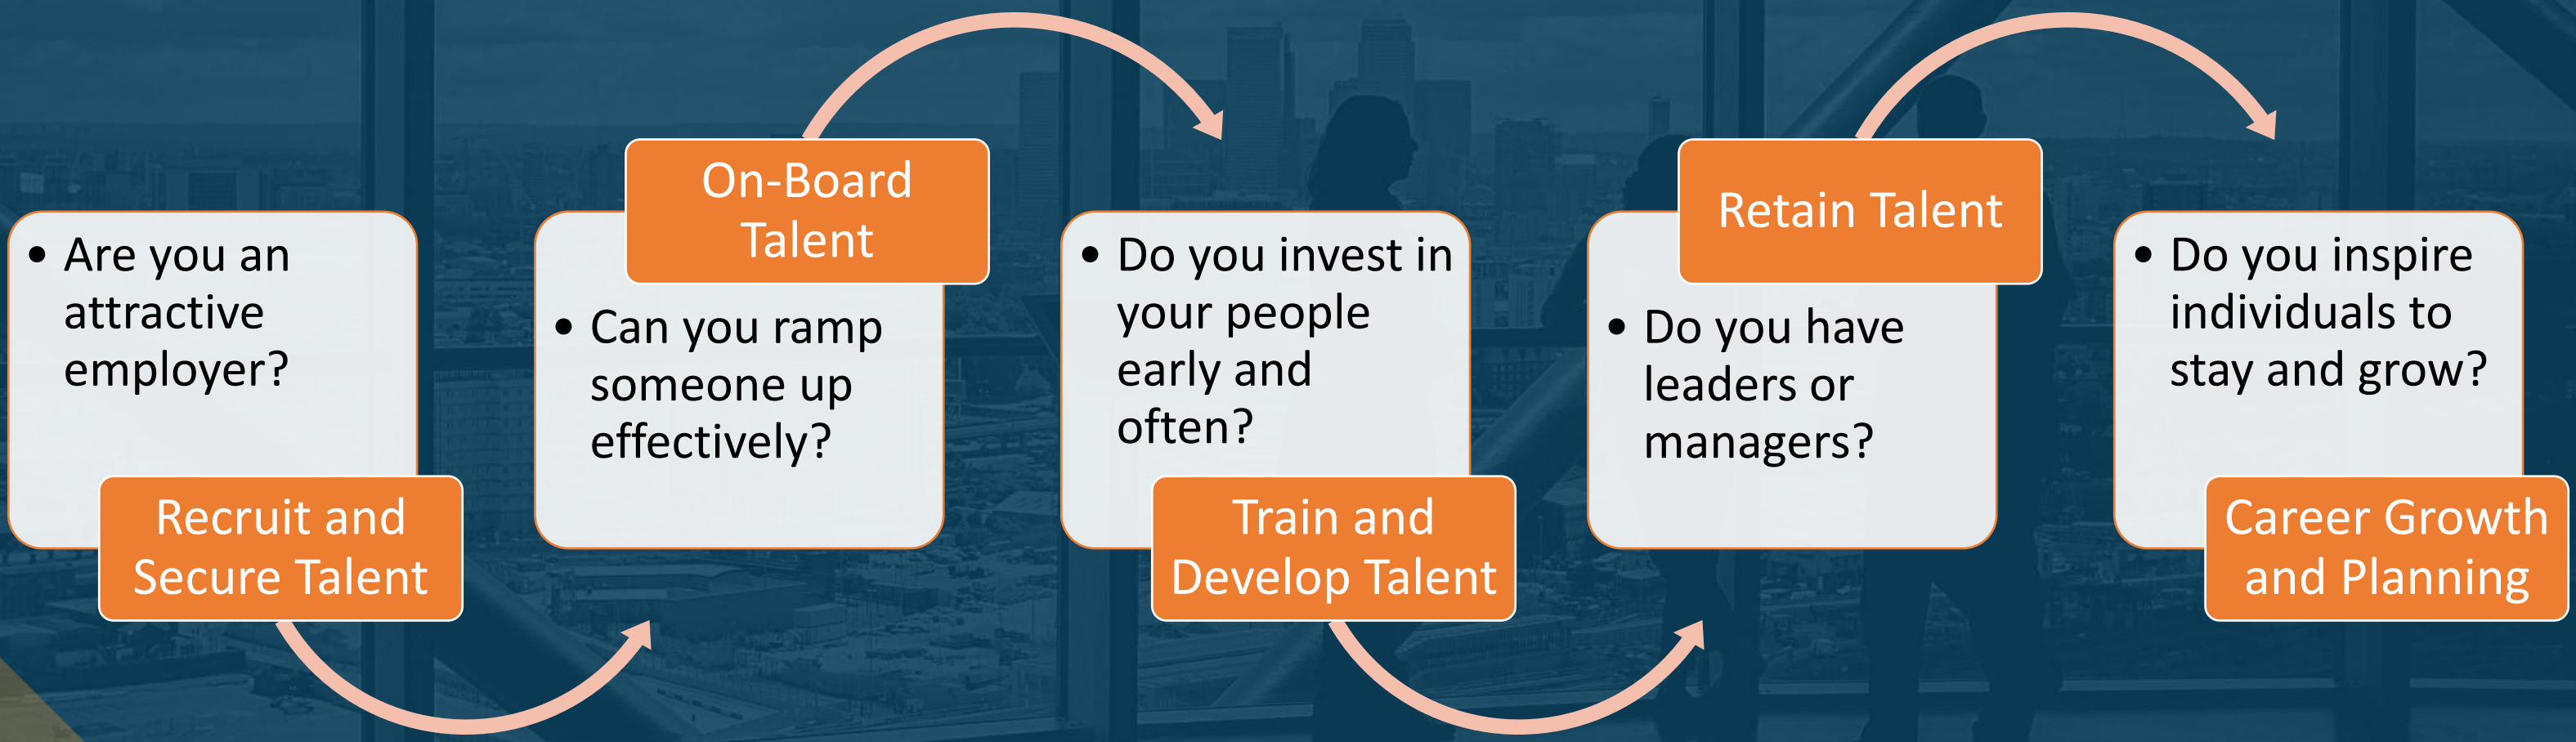 • Are you an
attractive
employer?
Recruit and
Secure Talent
On-Board
Talent
• Can you ramp
someone up
effectively?
• Do you invest in
your people
early and
often?
Train and
Develop Talent
Retain Talent
• Do you have
leaders or
managers?
• Do you inspire
individuals to
stay and grow?
Career Growth
and Planning